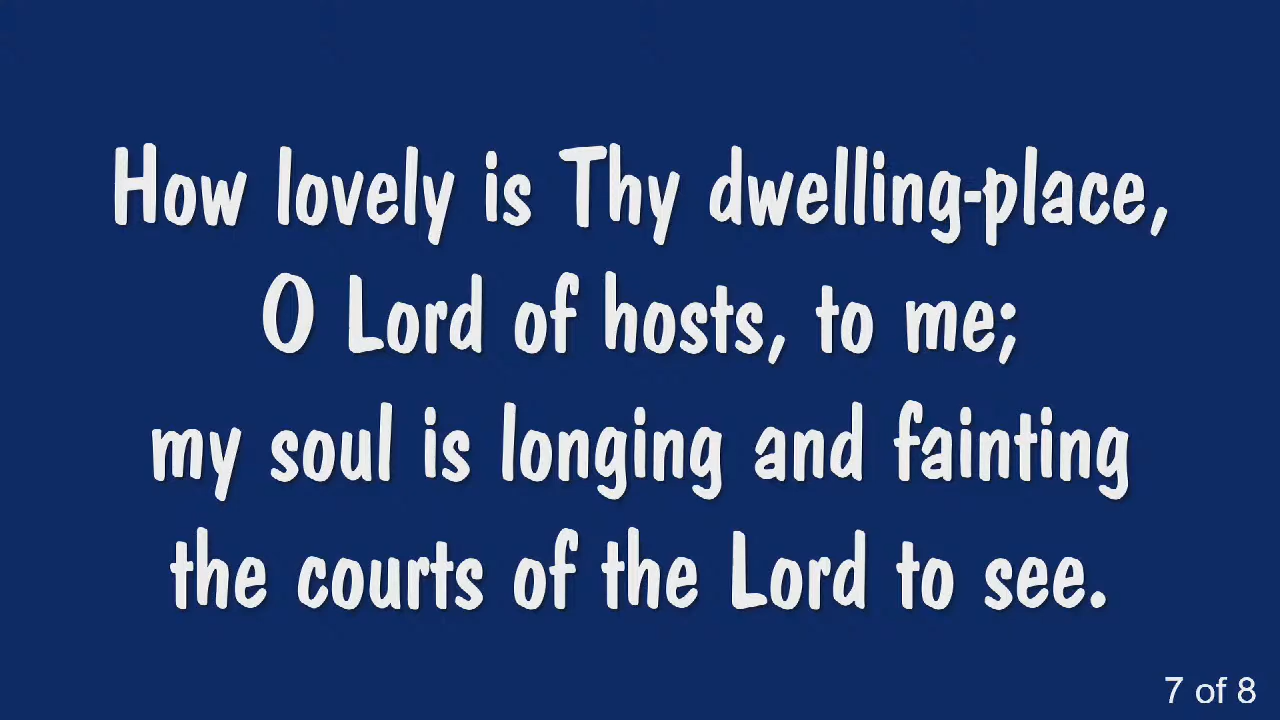 How lovely is Thy dwelling-place,
O Lord of hosts, to me;
my soul is longing and fainting
the courts of the Lord to see.
7 of 8